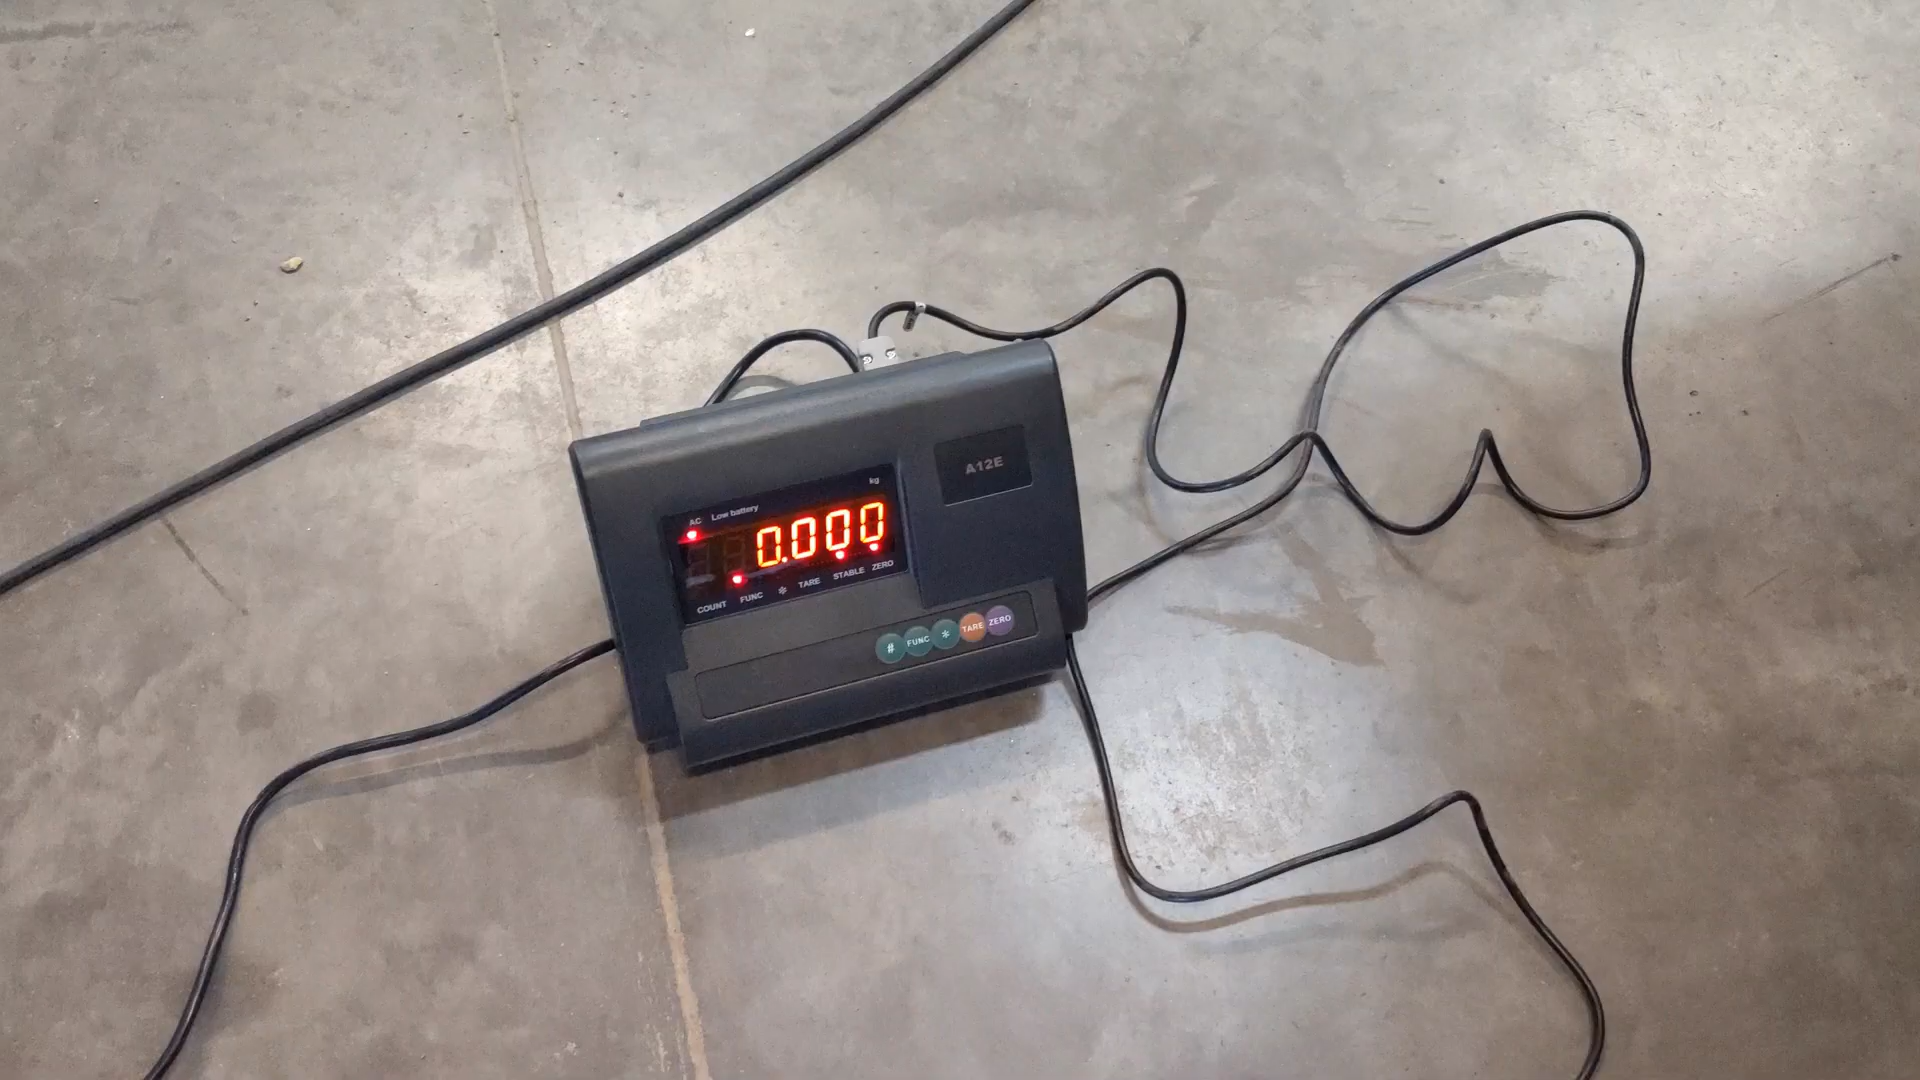 A12E
kg
AC Low battery
0.000
COUNT FUNC * TARE STABLE ZERO
# FUNC * TARE ZERO